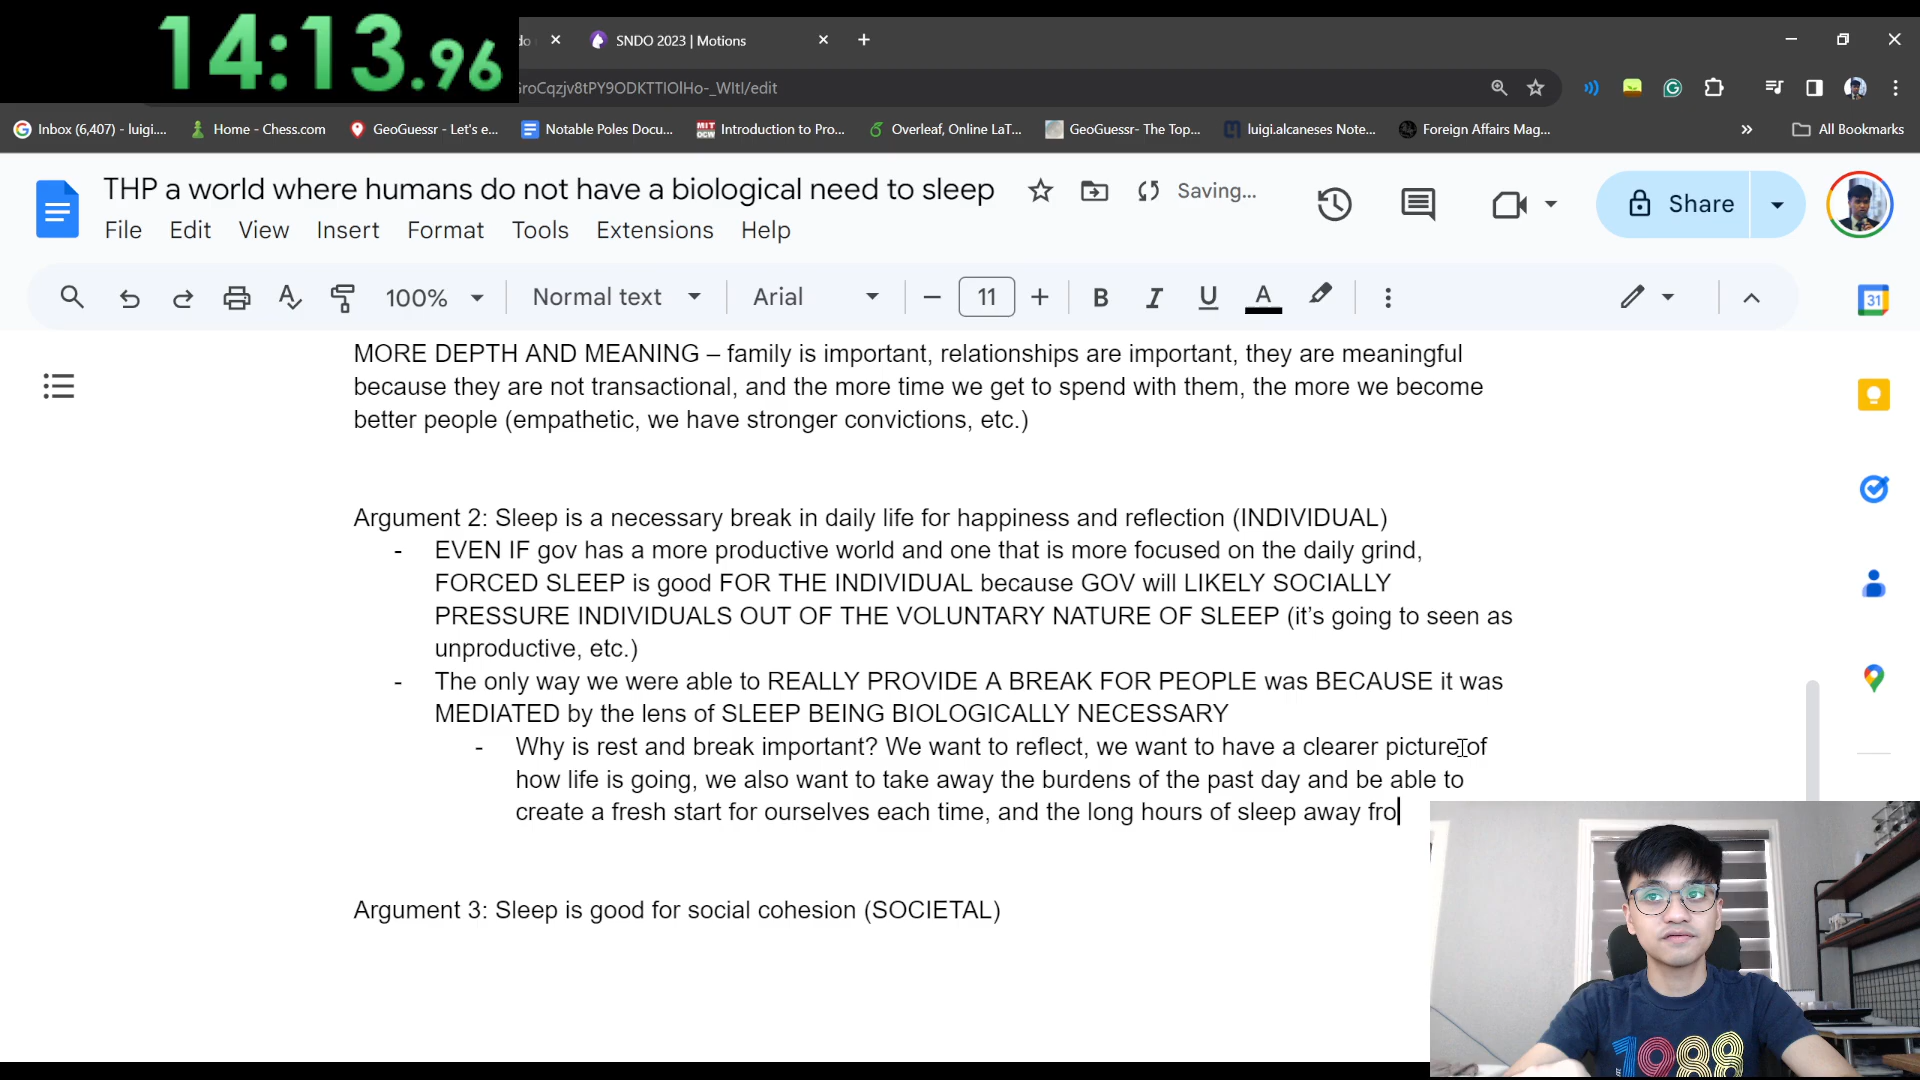 14:13.96
do
SNDO 2023 | Motions
roCqzjv8tPY9ODKTTIOlHo-_WItI/edit
Inbox (6,407) - luigi....
Home - Chess.com
GeoGuessr - Let's e...
Notable Poles Docu...
MIT OCW
Introduction to Pro...
Overleaf, Online LaT...
GeoGuessr- The Top...
luigi.alcaneses Note...
Foreign Affairs Mag...
All Bookmarks
THP a world where humans do not have a biological need to sleep
Saving...
File Edit View Insert Format Tools Extensions Help
Share
100%
Normal text
Arial
11
B I U A
31
MORE DEPTH AND MEANING – family is important, relationships are important, they are meaningful
because they are not transactional, and the more time we get to spend with them, the more we become
better people (empathetic, we have stronger convictions, etc.)
Argument 2: Sleep is a necessary break in daily life for happiness and reflection (INDIVIDUAL)
- EVEN IF gov has a more productive world and one that is more focused on the daily grind,
FORCED SLEEP is good FOR THE INDIVIDUAL because GOV will LIKELY SOCIALLY
PRESSURE INDIVIDUALS OUT OF THE VOLUNTARY NATURE OF SLEEP (it's going to seen as
unproductive, etc.)
- The only way we were able to REALLY PROVIDE A BREAK FOR PEOPLE was BECAUSE it was
MEDIATED by the lens of SLEEP BEING BIOLOGICALLY NECESSARY
- Why is rest and break important? We want to reflect, we want to have a clearer picture of
how life is going, we also want to take away the burdens of the past day and be able to
create a fresh start for ourselves each time, and the long hours of sleep away fro
Argument 3: Sleep is good for social cohesion (SOCIETAL)
1988